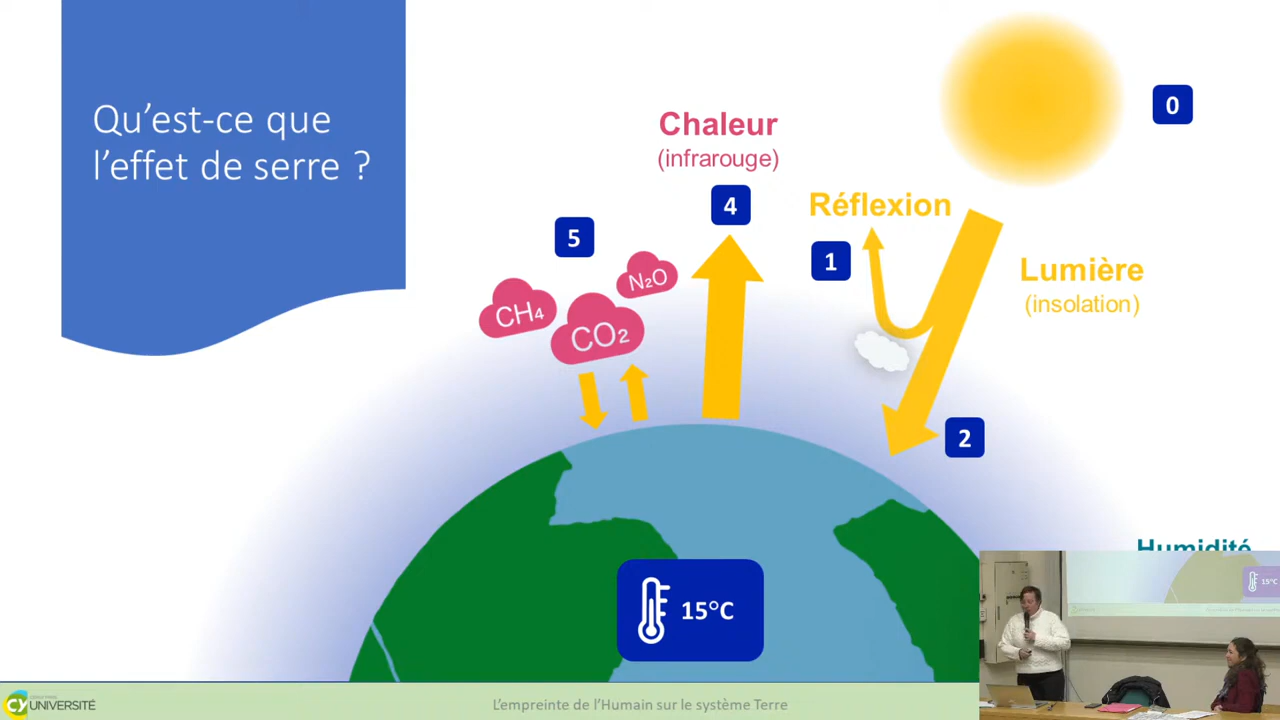 Qu'est-ce que
l'effet de serre ?
0
Chaleur
(infrarouge)
4
Réflexion
1
Lumière
(insolation)
5
N₂O
CH₄
CO₂
2
Humidité
15°C
15°C
CY UNIVERSITÉ
L'empreinte de l'Humain sur le système Terre